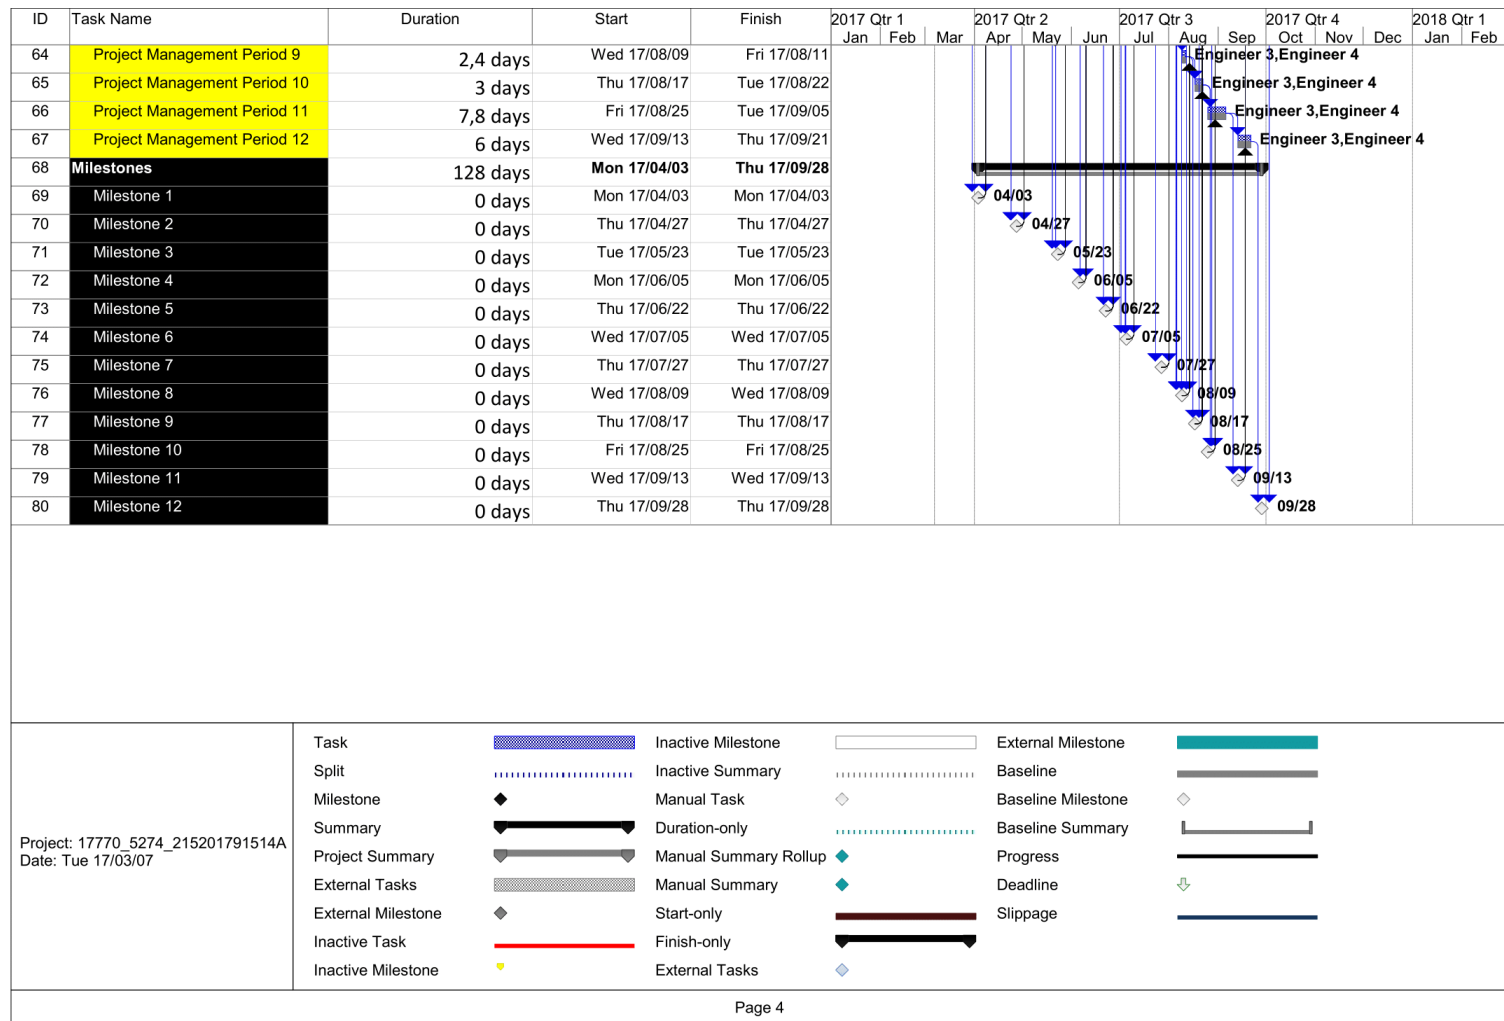 ID Task Name Duration Start Finish 2017 Qtr 1 2017 Qtr 2 2017 Qtr 3 2017 Qtr 4 2018 Qtr 1
Jan Feb Mar Apr May Jun Jul Aug Sep Oct Nov Dec Jan Feb
64 Project Management Period 9 2,4 days Wed 17/08/09 Fri 17/08/11 Engineer 3,Engineer 4
65 Project Management Period 10 3 days Thu 17/08/17 Tue 17/08/22 Engineer 3,Engineer 4
66 Project Management Period 11 7,8 days Fri 17/08/25 Tue 17/09/05 Engineer 3,Engineer 4
67 Project Management Period 12 6 days Wed 17/09/13 Thu 17/09/21 Engineer 3,Engineer 4
68 Milestones 128 days Mon 17/04/03 Thu 17/09/28
69 Milestone 1 0 days Mon 17/04/03 Mon 17/04/03 04/03
70 Milestone 2 0 days Thu 17/04/27 Thu 17/04/27 04/27
71 Milestone 3 0 days Tue 17/05/23 Tue 17/05/23 05/23
72 Milestone 4 0 days Mon 17/06/05 Mon 17/06/05 06/05
73 Milestone 5 0 days Thu 17/06/22 Thu 17/06/22 06/22
74 Milestone 6 0 days Wed 17/07/05 Wed 17/07/05 07/05
75 Milestone 7 0 days Thu 17/07/27 Thu 17/07/27 07/27
76 Milestone 8 0 days Wed 17/08/09 Wed 17/08/09 08/09
77 Milestone 9 0 days Thu 17/08/17 Thu 17/08/17 08/17
78 Milestone 10 0 days Fri 17/08/25 Fri 17/08/25 08/25
79 Milestone 11 0 days Wed 17/09/13 Wed 17/09/13 09/13
80 Milestone 12 0 days Thu 17/09/28 Thu 17/09/28 09/28
Project: 17770_5274_215201791514A
Date: Tue 17/03/07
Task
Split
Milestone
Summary
Project Summary
External Tasks
External Milestone
Inactive Task
Inactive Milestone
Inactive Milestone
Inactive Summary
Manual Task
Duration-only
Manual Summary Rollup
Manual Summary
Start-only
Finish-only
External Tasks
External Milestone
Baseline
Baseline Milestone
Baseline Summary
Progress
Deadline
Slippage
Page 4